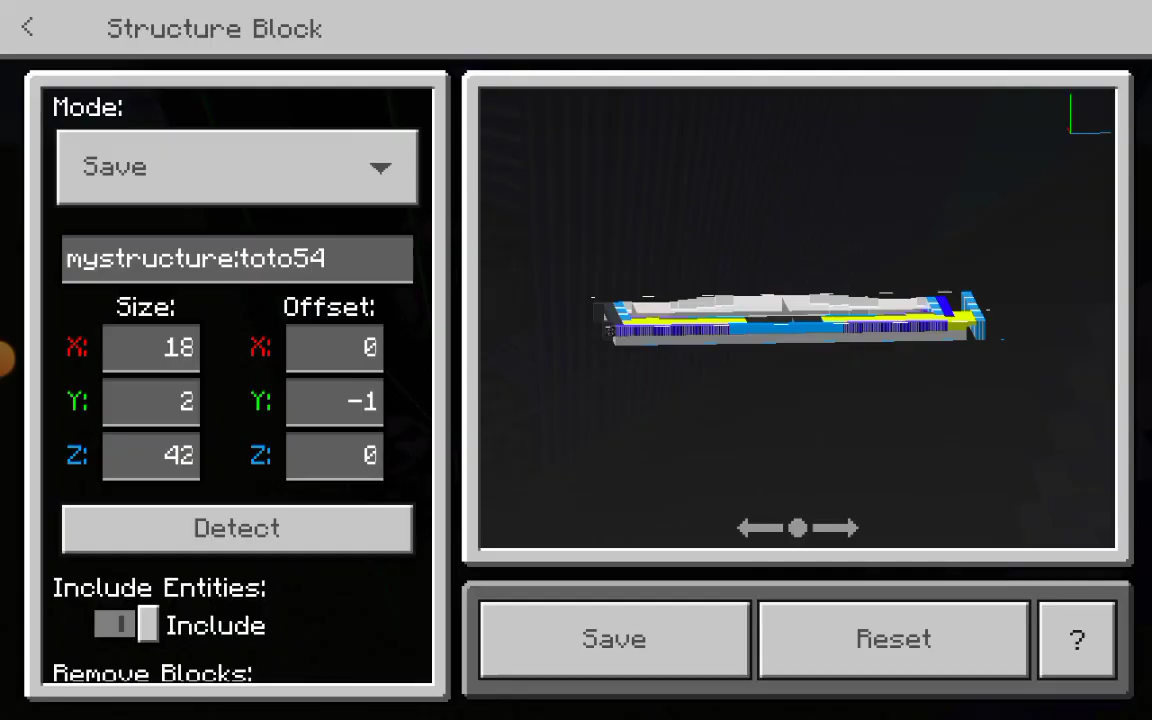 Structure Block
Mode:
Save
mystructure:toto54
Size: Offset:
X: 18 X: 0
Y: 2 Y: -1
Z: 42 Z: 0
Detect
Include Entities:
Include
Remove Blocks:
Save Reset ?